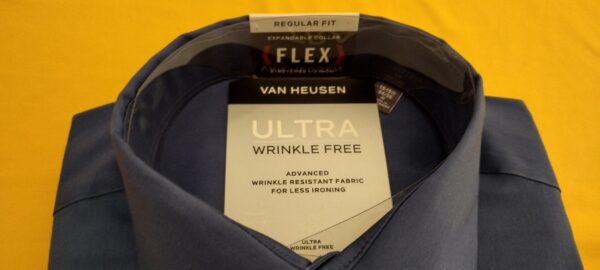 REGULAR FIT
EXPANDABLE COLLAR
FLEX
VAN HEUSEN
ULTRA
WRINKLE FREE
ADVANCED
WRINKLE RESISTANT FABRIC
FOR LESS IRONING
ULTRA
WRINKLE FREE